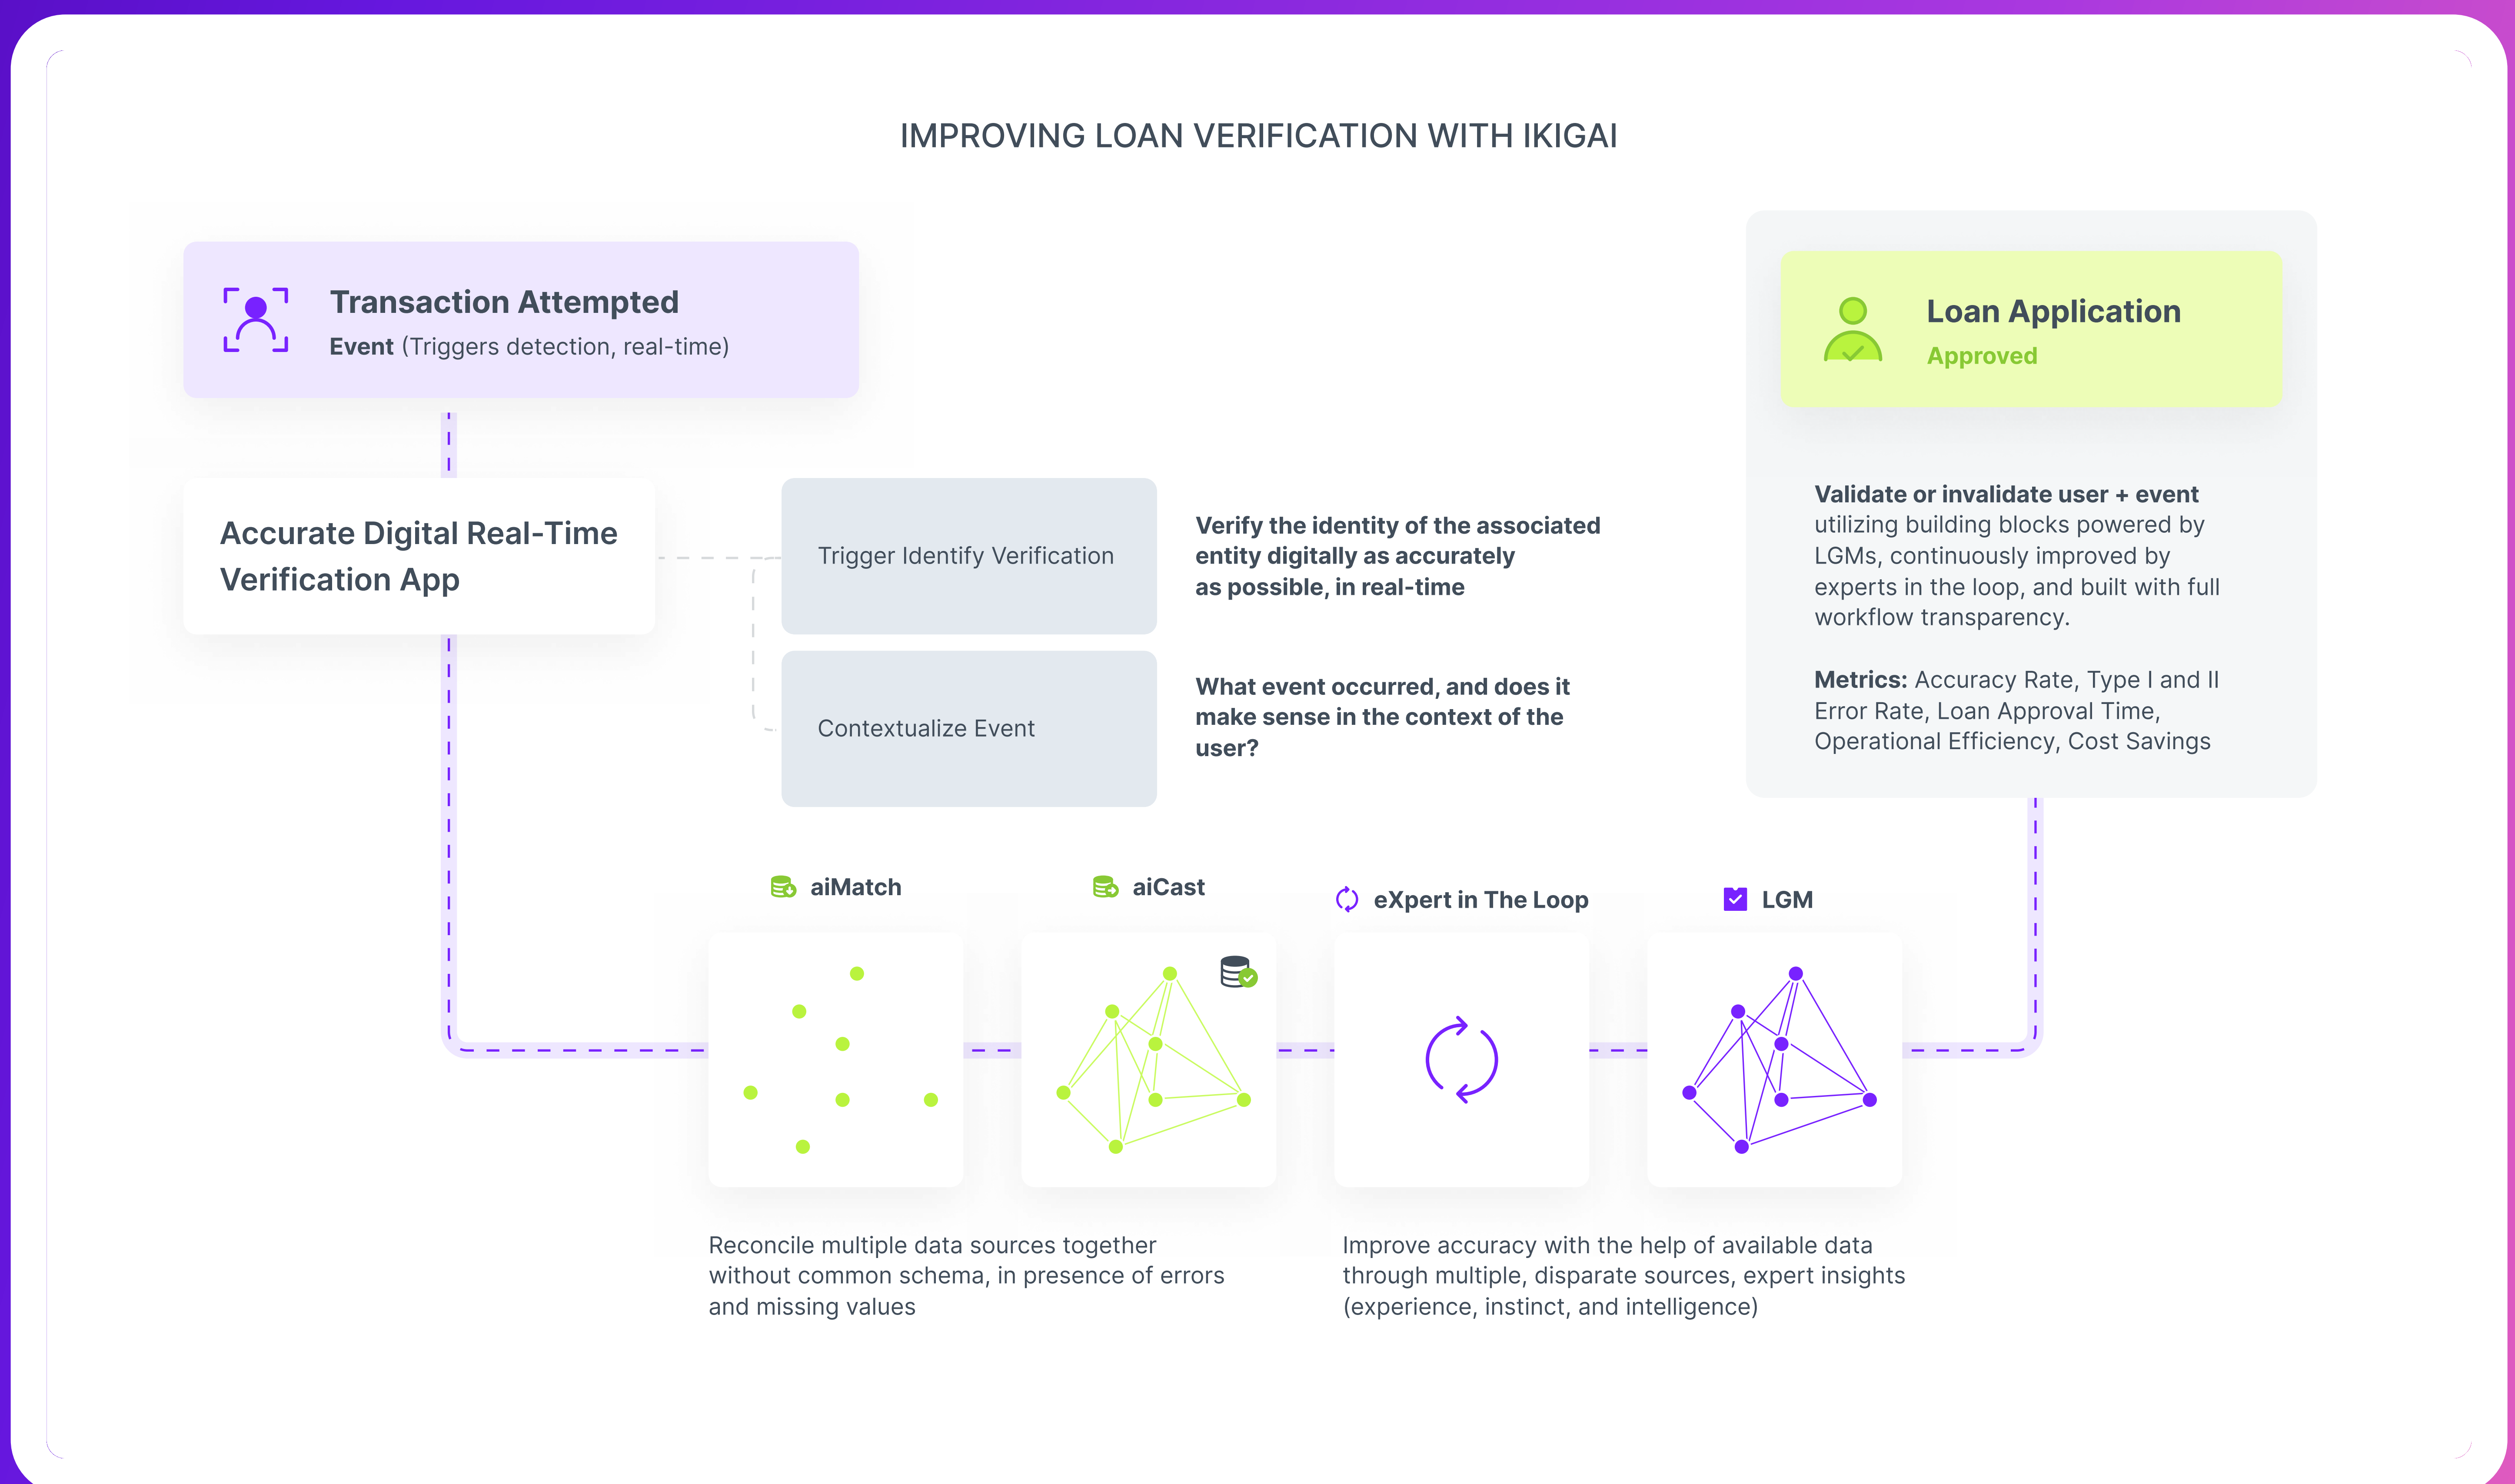 IMPROVING LOAN VERIFICATION WITH IKIGAI
Transaction Attempted
Event (Triggers detection, real-time)
Accurate Digital Real-Time
Verification App
Trigger Identify Verification
Verify the identity of the associated
entity digitally as accurately
as possible, in real-time
Contextualize Event
What event occurred, and does it
make sense in the context of the
user?
Loan Application
Approved
Validate or invalidate user + event
utilizing building blocks powered by
LGMs, continuously improved by
experts in the loop, and built with full
workflow transparency.
Metrics: Accuracy Rate, Type I and II
Error Rate, Loan Approval Time,
Operational Efficiency, Cost Savings
aiMatch
aiCast
eXpert in The Loop
LGM
Reconcile multiple data sources together
without common schema, in presence of errors
and missing values
Improve accuracy with the help of available data
through multiple, disparate sources, expert insights
(experience, instinct, and intelligence)